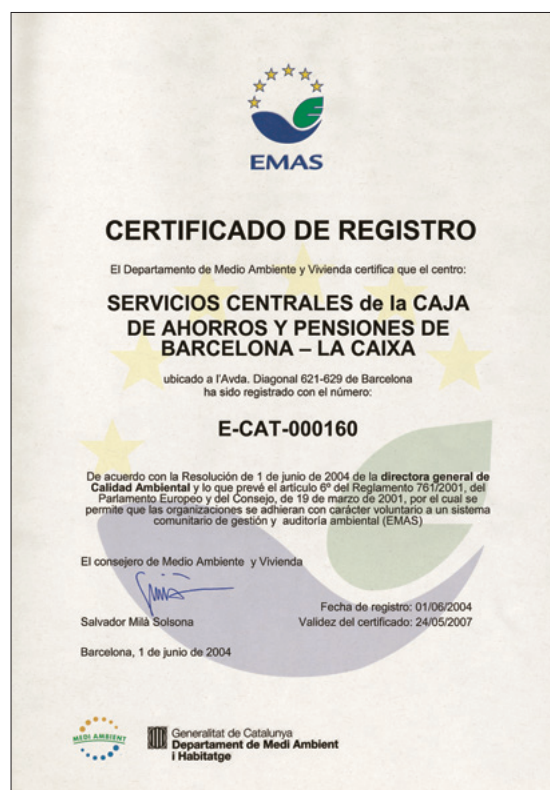 EMAS
CERTIFICADO DE REGISTRO
El Departamento de Medio Ambiente y Vivienda certifica que el centro:
SERVICIOS CENTRALES de la CAJA
DE AHORROS Y PENSIONES DE
BARCELONA – LA CAIXA
ubicado a l'Avda. Diagonal 621-629 de Barcelona
ha sido registrado con el número:
E-CAT-000160
De acuerdo con la Resolución de 1 de junio de 2004 de la directora general de
Calidad Ambiental y lo que prevé el artículo 6º del Reglamento 761/2001, del
Parlamento Europeo y del Consejo, de 19 de marzo de 2001, por el cual se
permite que las organizaciones se adhieran con carácter voluntario a un sistema
comunitario de gestión y auditoría ambiental (EMAS)
El consejero de Medio Ambiente y Vivienda
Salvador Milà Solsona
Fecha de registro: 01/06/2004
Validez del certificado: 24/05/2007
Barcelona, 1 de junio de 2004
MEDI AMBIENT
Generalitat de Catalunya
Departament de Medi Ambient
i Habitatge